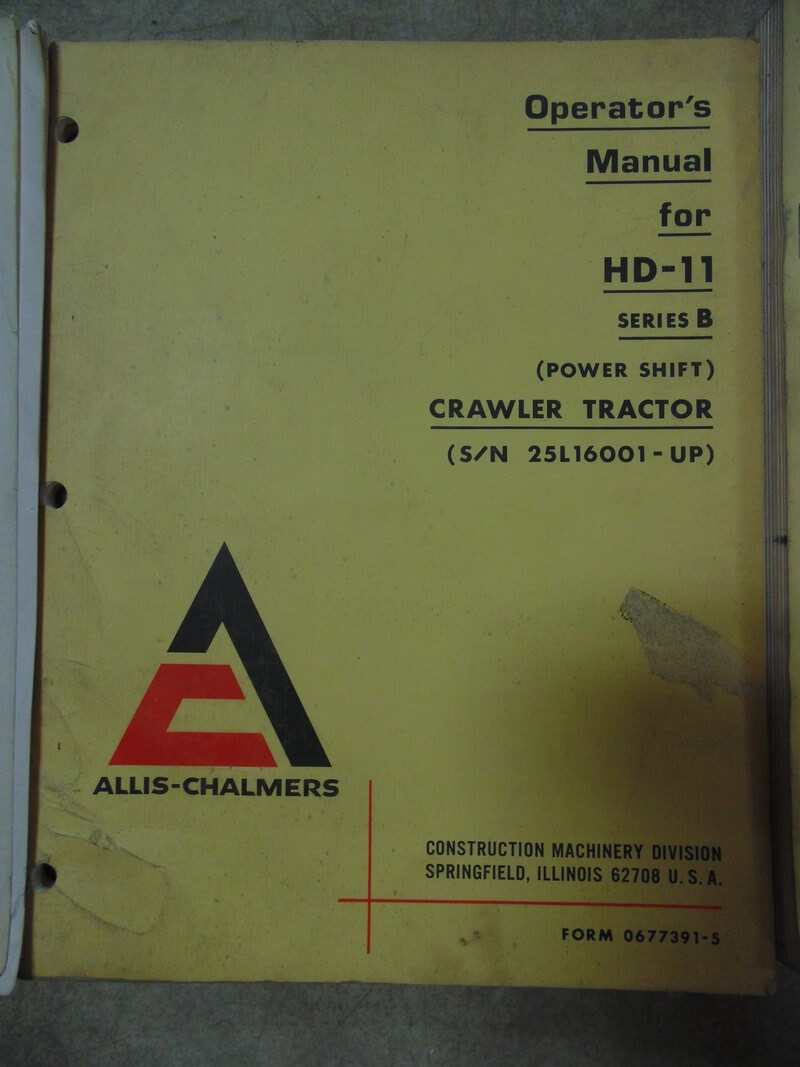 Operator's
Manual
for
HD-11
SERIES B
(POWER SHIFT)
CRAWLER TRACTOR
(S/N 25L16001-UP)
ALLIS-CHALMERS
CONSTRUCTION MACHINERY DIVISION
SPRINGFIELD, ILLINOIS 62708 U.S.A.
FORM 0677391-5